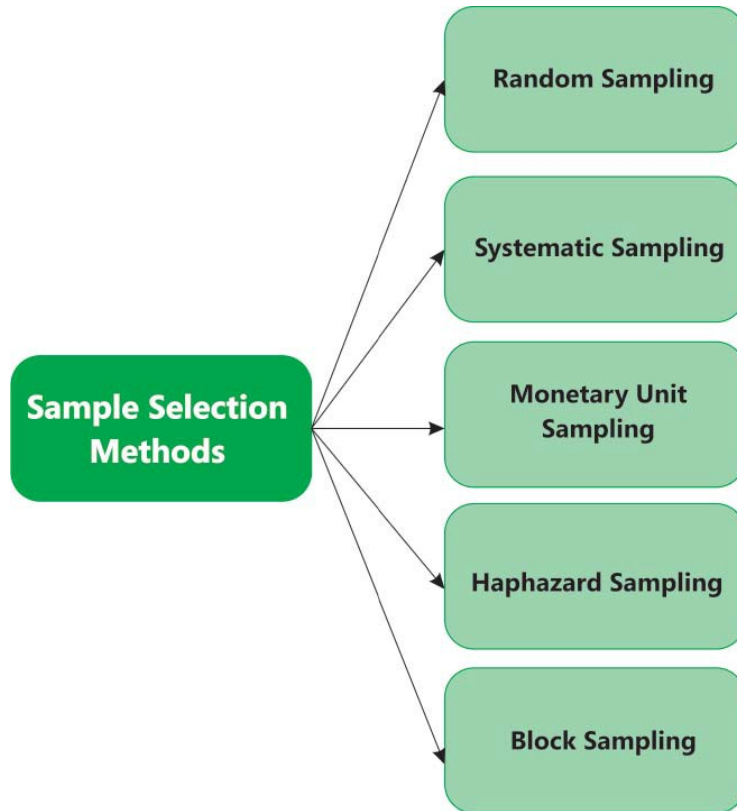 Random Sampling
Systematic Sampling
Sample Selection
Methods
Monetary Unit
Sampling
Haphazard Sampling
Block Sampling